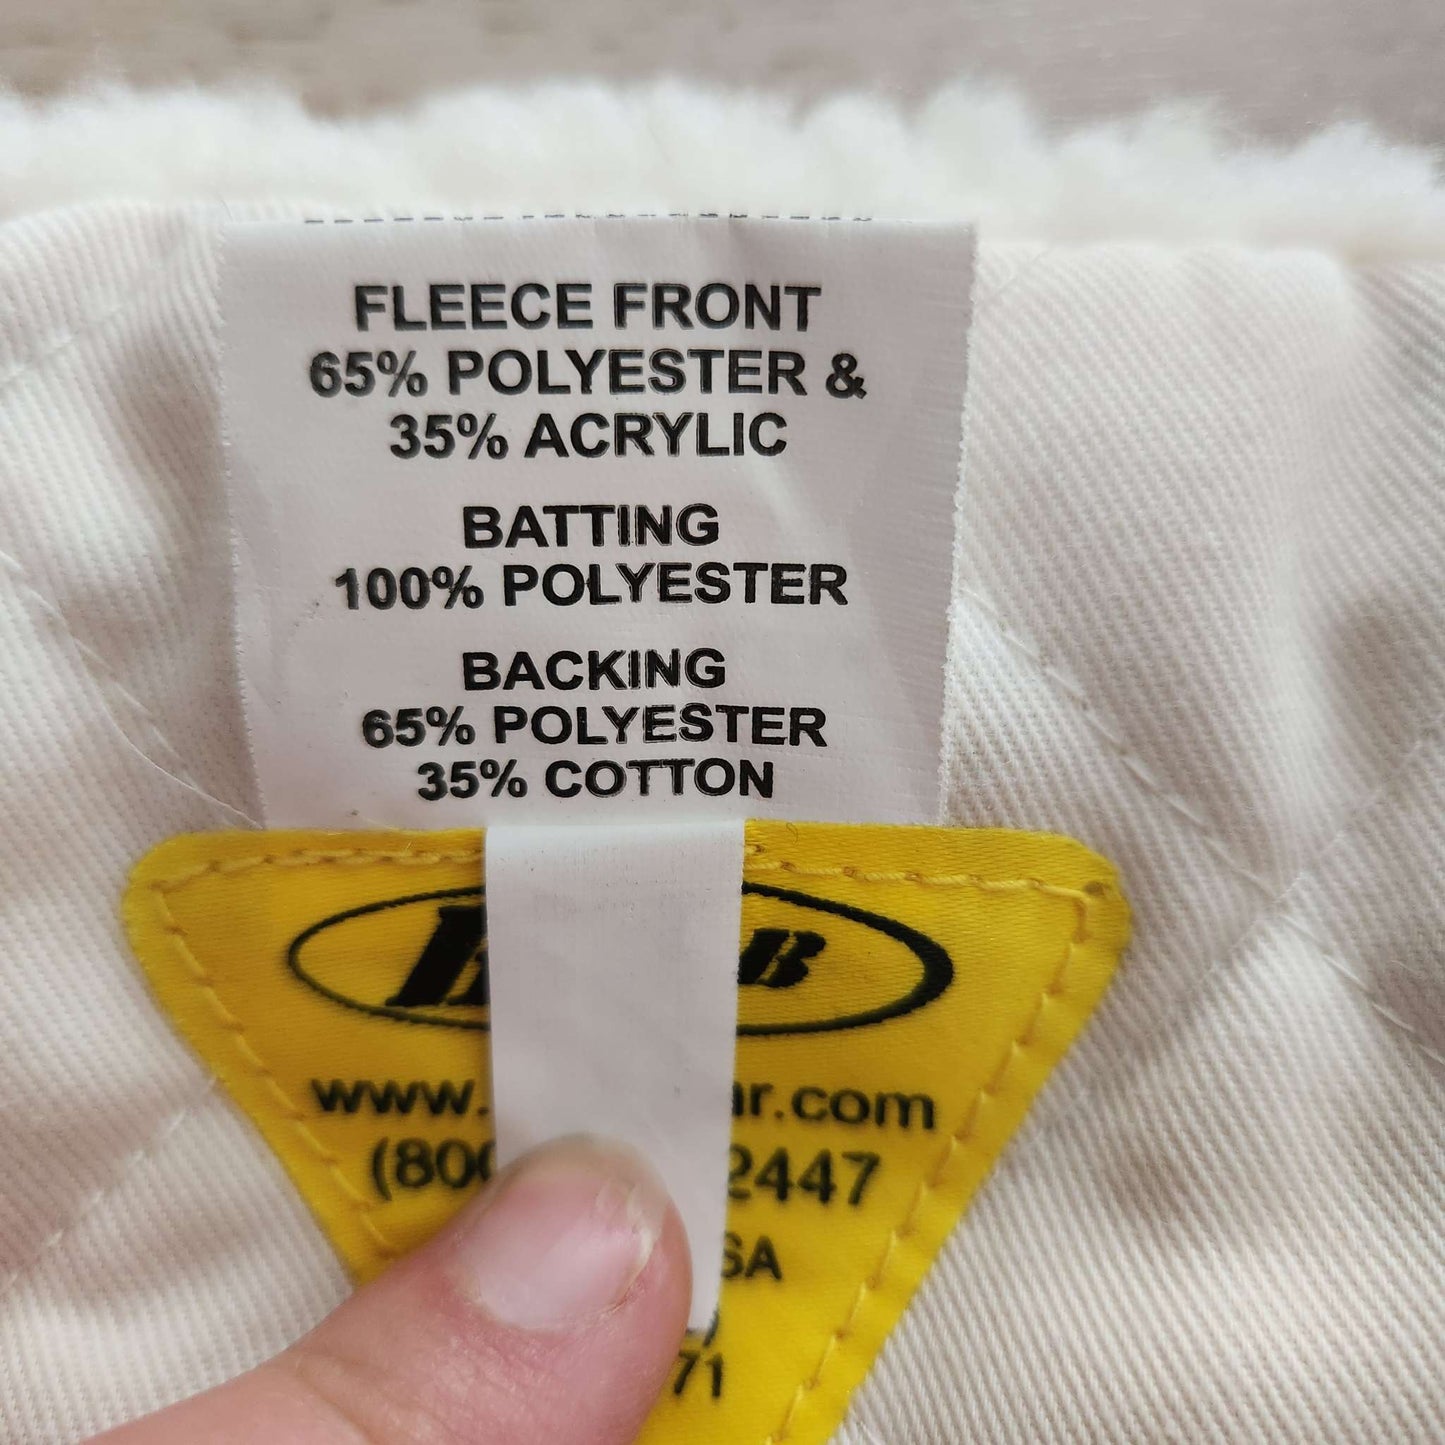 FLEECE FRONT
65% POLYESTER &
35% ACRYLIC
BATTING
100% POLYESTER
BACKING
65% POLYESTER
35% COTTON
B
www. r.com
(800 2447
SA
71